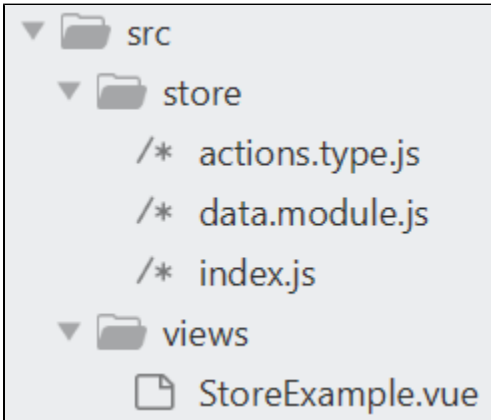 src
store
/* actions.type.js
/* data.module.js
/* index.js
views
StoreExample.vue